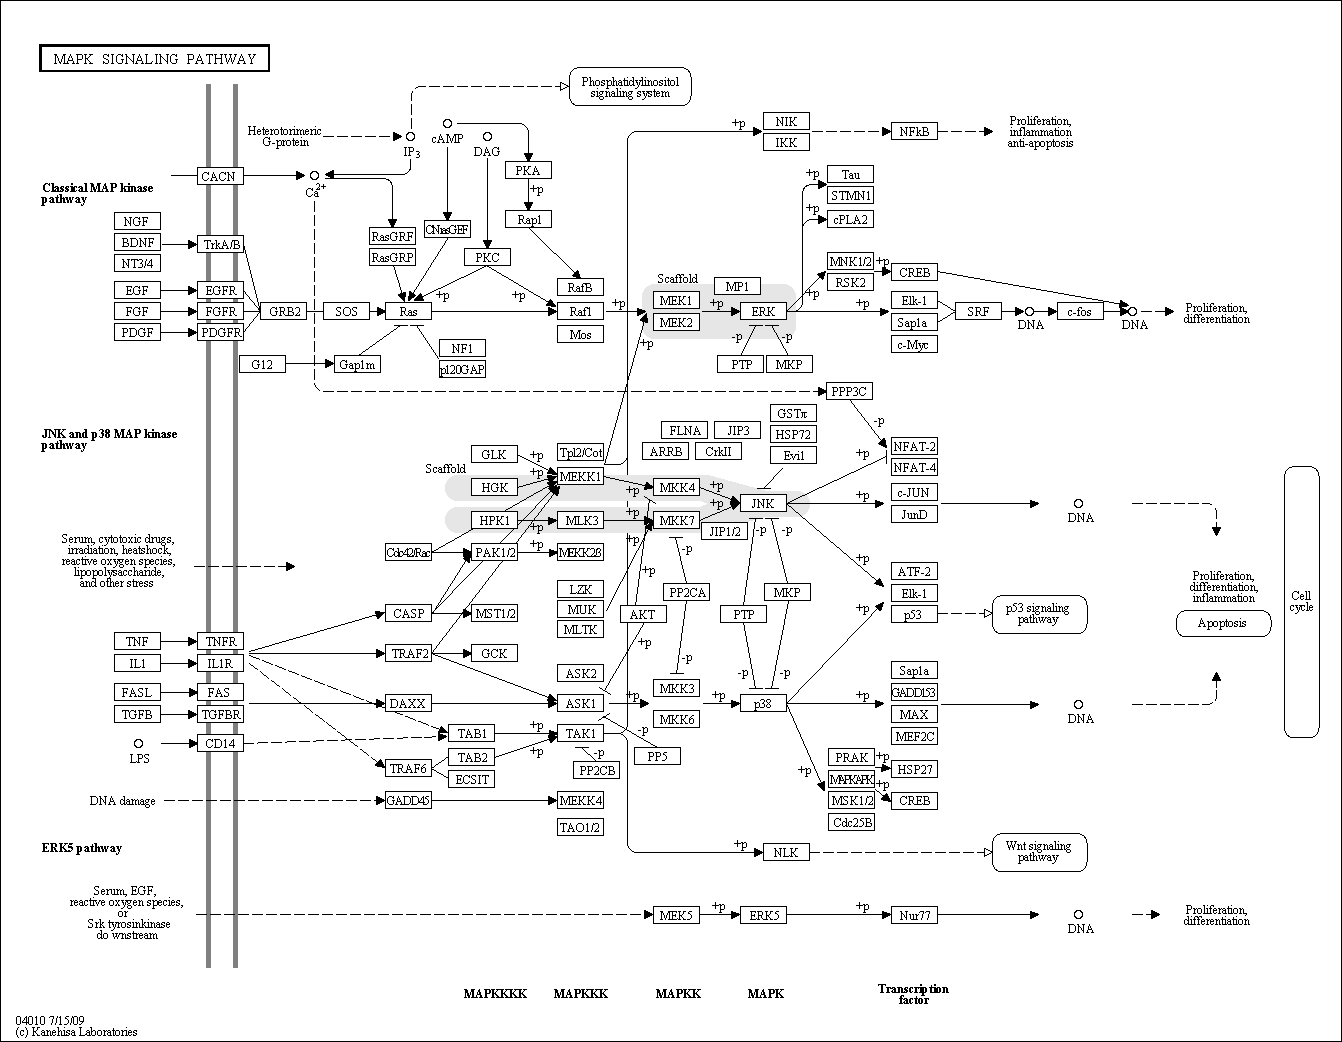 MAPK SIGNALING PATHWAY
Phosphatidylinositol
signaling system
Heterotorimeric
G-protein
IP3
cAMP
DAG
+p
NIK
IKK
NFkB
Proliferation,
inflammation
anti-apoptosis
CACN
Ca2+
PKA
+p
Rap1
+p
Tau
STMN1
+p
cPLA2
Classical MAP kinase
pathway
NGF
BDNF
NT3/4
TrkA/B
RasGRF
RasGRP
CNrasGEF
PKC
RafB
Scaffold
MP1
MNK1/2
RSK2
+p
CREB
+p
EGF
FGF
PDGF
EGFR
FGFR
PDGFR
GRB2
SOS
Ras
+p
+p
Raf1
Mos
+p
MEK1
MEK2
+p
ERK
+p
Elk-1
Sap1a
c-Myc
SRF
DNA
c-fos
DNA
Proliferation,
differentiation
G12
Gap1m
NF1
p120GAP
+p
-p
-p
PTP
MKP
PPP3C
-p
JNK and p38 MAP kinase
pathway
GLK
+p
Tpl2/Cot
FLNA
JIP3
ARRB
CrkII
GSTπ
HSP72
Evi1
NFAT-2
NFAT-4
Scaffold
HGK
+p
MEKK1
+p
MKK4
+p
JNK
+p
+p
c-JUN
JunD
DNA
HPK1
+p
MLK3
+p
MKK7
+p
JIP1/2
Cdc42/Rac
PAK1/2
+p
MEKK2/3
-p
-p
-p
+p
Serum, cytotoxic drugs,
irradiation, heatshock,
reactive oxygen species,
lipopolysaccharide,
and other stress
LZK
MUK
MLTK
+p
AKT
PP2CA
PTP
MKP
ATF-2
Elk-1
p53
+p
p53 signaling
pathway
Proliferation,
differentiation,
inflammation
Apoptosis
Cell
cycle
CASP
MST1/2
TNF
TNFR
IL1
IL1R
TRAF2
GCK
+p
ASK2
-p
-p
-p
FASL
FAS
TGFB
TGFBR
DAXX
ASK1
+p
MKK3
MKK6
+p
p38
+p
Sap1a
GADD153
MAX
MEF2C
DNA
LPS
CD14
TAB1
+p
TAK1
-p
PP5
TRAF6
TAB2
ECSIT
+p
-p
PP2CB
+p
PRAK
MAPKAPK
MSK1/2
Cdc25B
+p
HSP27
+p
CREB
DNA damage
GADD45
MEKK4
TAO1/2
ERK5 pathway
+p
NLK
Wnt signaling
pathway
Serum, EGF,
reactive oxygen species,
or
Srk tyrosinkinase
do wnstream
MEK5
+p
ERK5
+p
Nur77
DNA
Proliferation,
differentiation
MAPKKKK
MAPKKK
MAPKK
MAPK
Transcription
factor
04010 7/15/09
(c) Kanehisa Laboratories